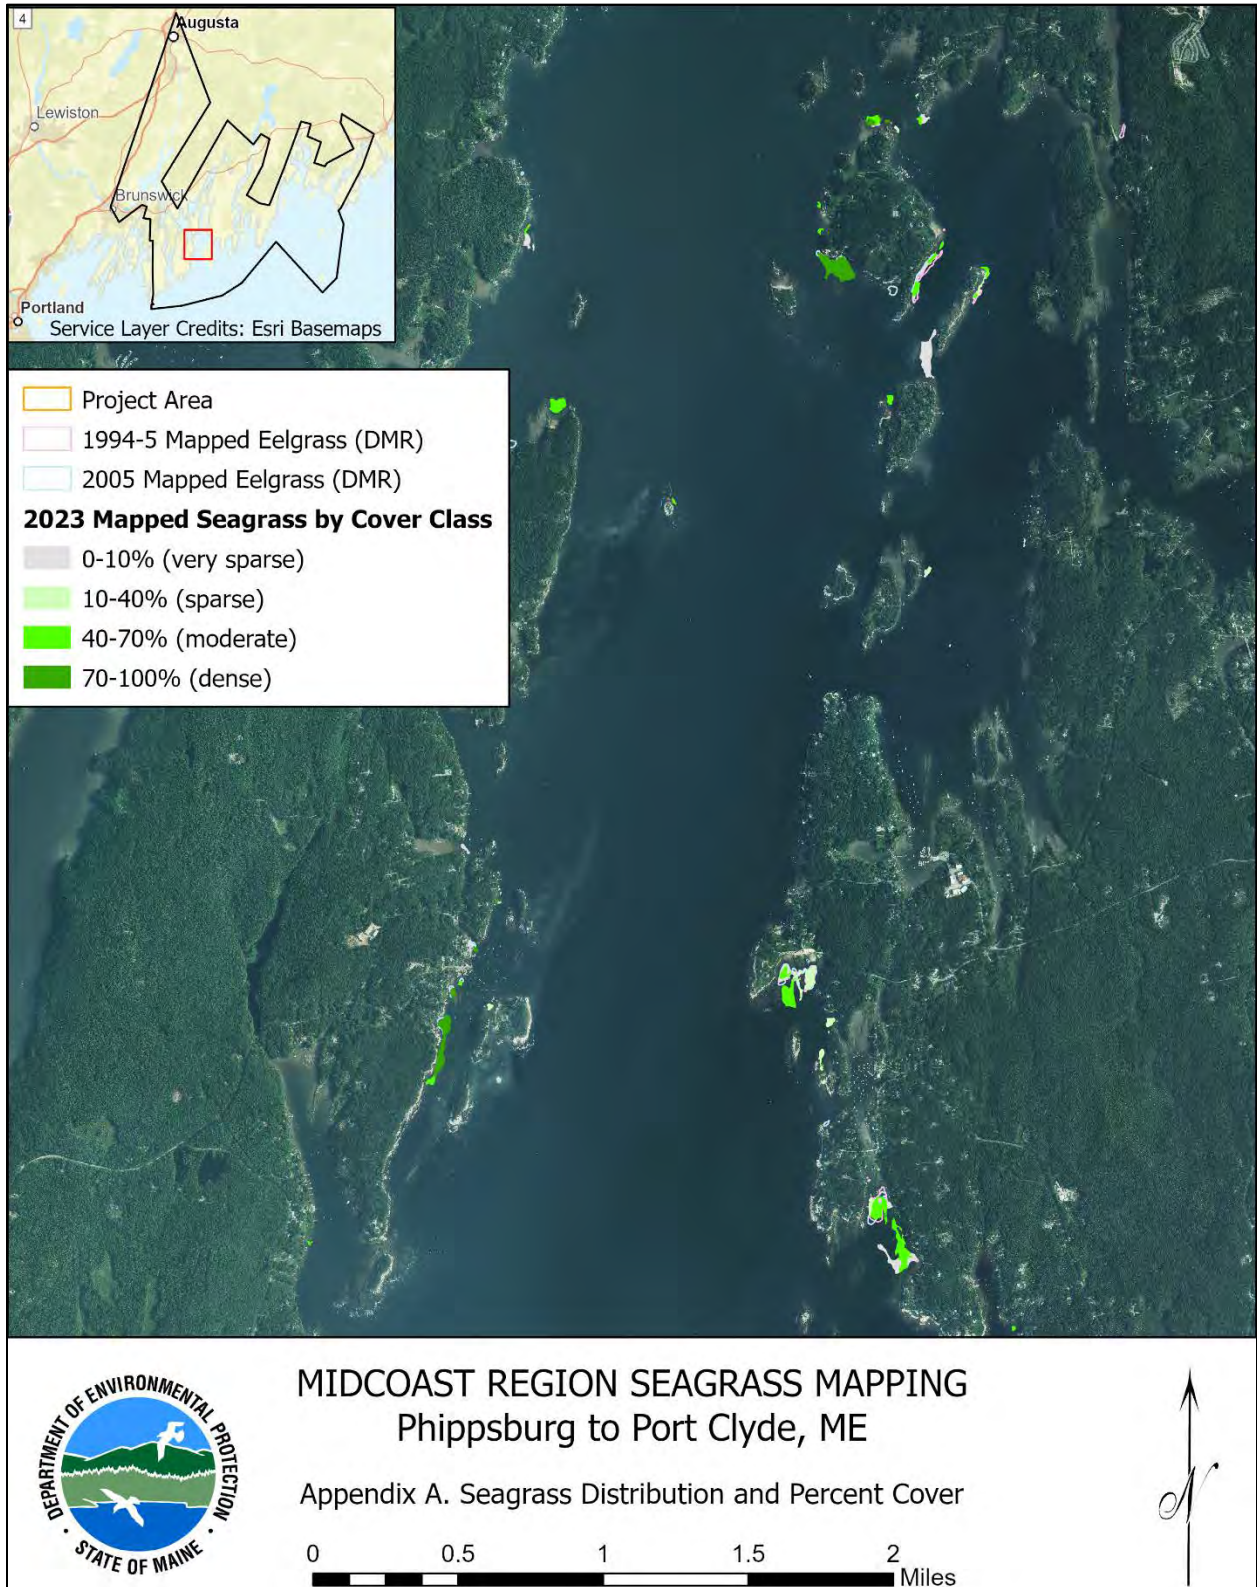 4
Augusta
Lewiston
Brunswick
Portland
Service Layer Credits: Esri Basemaps
Project Area
1994-5 Mapped Eelgrass (DMR)
2005 Mapped Eelgrass (DMR)
2023 Mapped Seagrass by Cover Class
0-10% (very sparse)
10-40% (sparse)
40-70% (moderate)
70-100% (dense)
DEPARTMENT OF ENVIRONMENTAL PROTECTION
• STATE OF MAINE •
MIDCOAST REGION SEAGRASS MAPPING
Phippsburg to Port Clyde, ME
Appendix A. Seagrass Distribution and Percent Cover
0 0.5 1 1.5 2
Miles
N